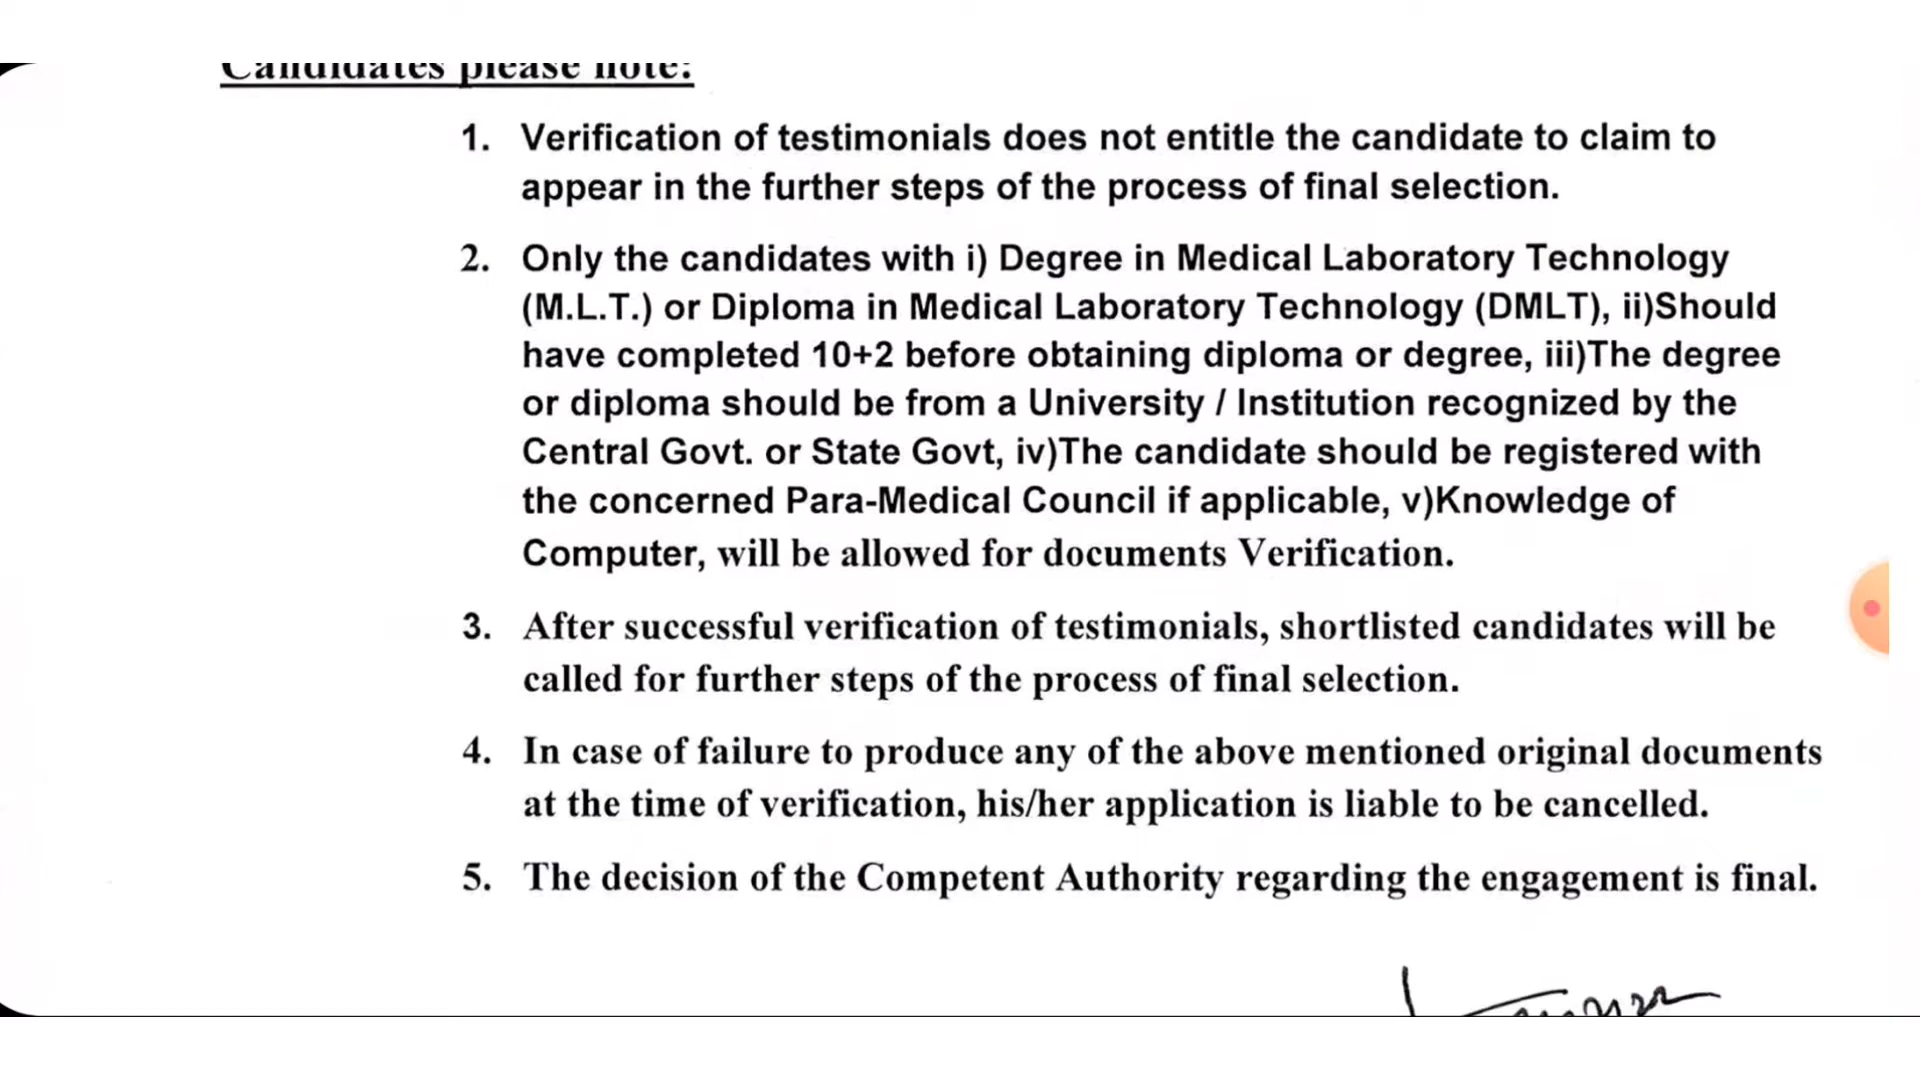 Candidates please note:
1. Verification of testimonials does not entitle the candidate to claim to
appear in the further steps of the process of final selection.
2. Only the candidates with i) Degree in Medical Laboratory Technology
(M.L.T.) or Diploma in Medical Laboratory Technology (DMLT), ii)Should
have completed 10+2 before obtaining diploma or degree, iii)The degree
or diploma should be from a University / Institution recognized by the
Central Govt. or State Govt, iv)The candidate should be registered with
the concerned Para-Medical Council if applicable, v)Knowledge of
Computer, will be allowed for documents Verification.
3. After successful verification of testimonials, shortlisted candidates will be
called for further steps of the process of final selection.
4. In case of failure to produce any of the above mentioned original documents
at the time of verification, his/her application is liable to be cancelled.
5. The decision of the Competent Authority regarding the engagement is final.